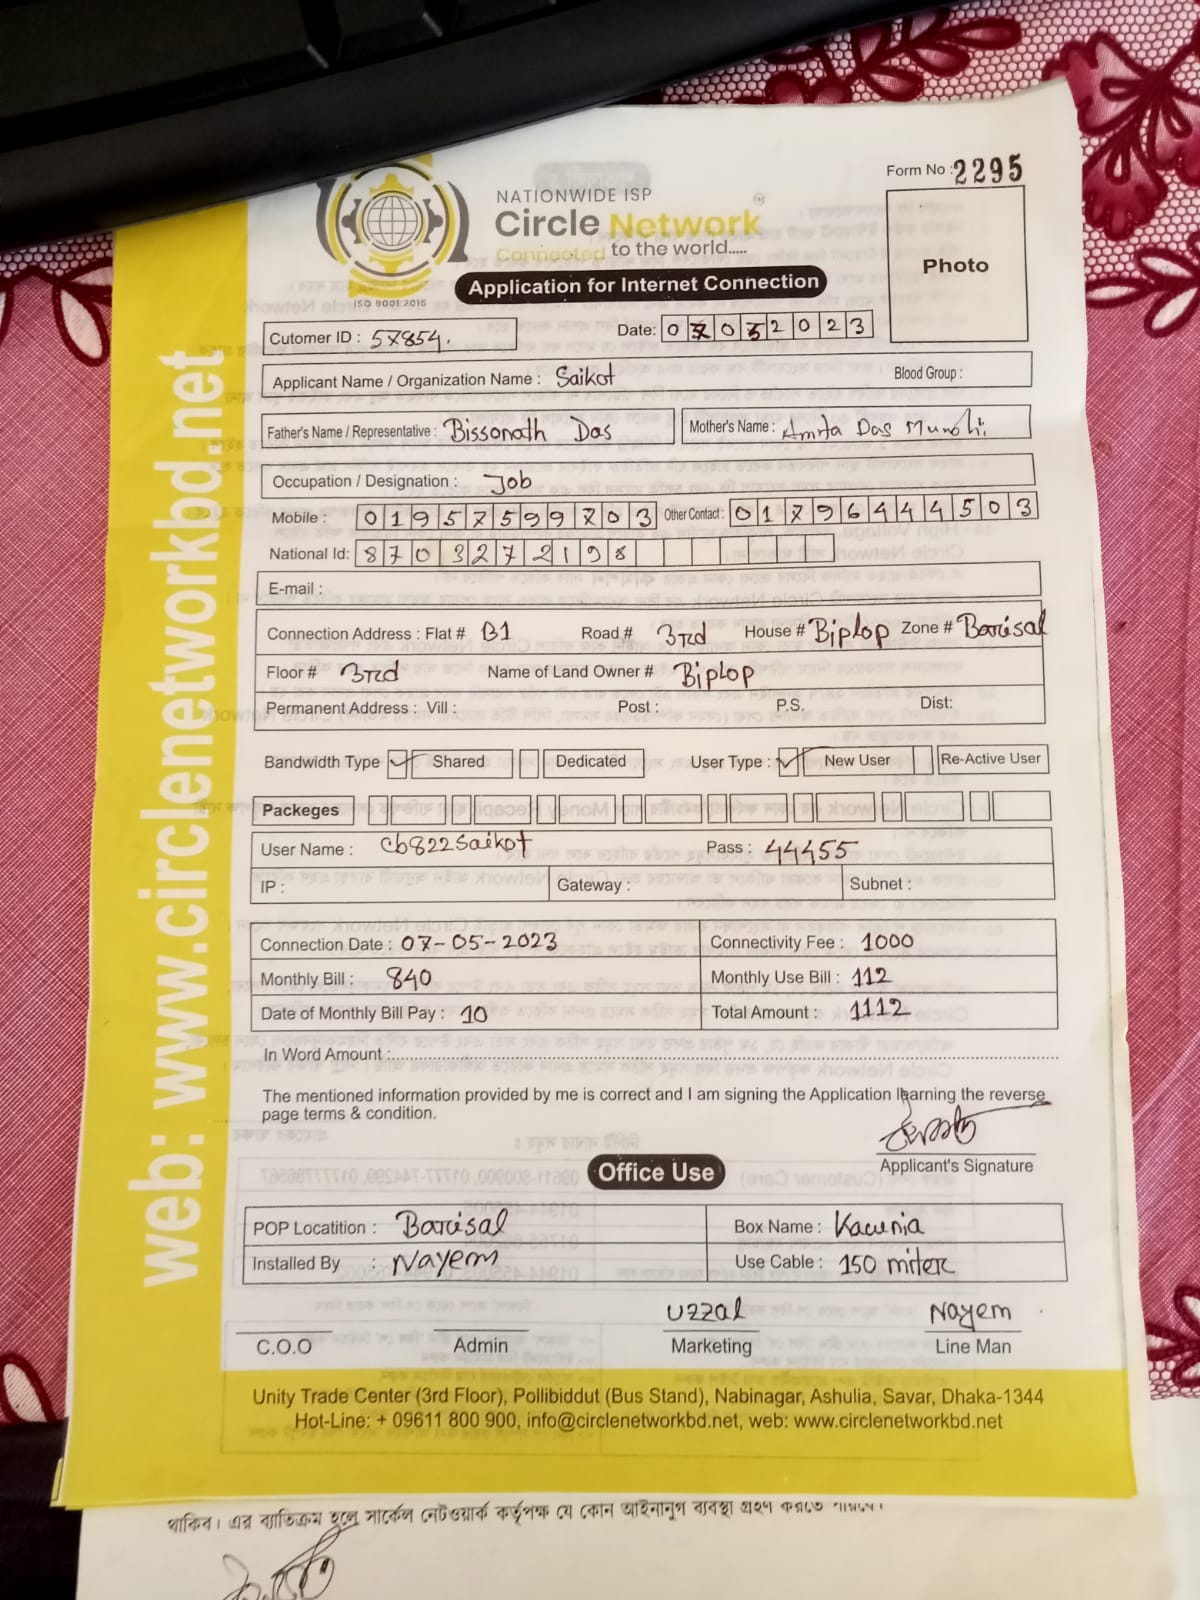 Form No : 2295
NATIONWIDE ISP
Circle Network
Connected to the world.....
ISO 9001:2015
Application for Internet Connection
Photo
web: www.circlenetworkbd.net
Cutomer ID : 57854.
Date: 07052023
Applicant Name / Organization Name : Saikot Blood Group :
Father's Name / Representative : Bissonath Das Mother's Name : Amita Das Munshi
Occupation / Designation : Job
Mobile : 01957599703 Other Contact : 01796444503
National Id: 8703272198
E-mail :
Connection Address : Flat # B1 Road # 3rd House # Biplop Zone # Barisal
Floor # 3rd Name of Land Owner # Biplop
Permanent Address : Vill : Post : P.S. Dist:
Bandwidth Type Shared Dedicated User Type : New User Re-Active User
Packeges
User Name : cb822saikot Pass : 44455
IP : Gateway : Subnet :
Connection Date : 07-05-2023 Connectivity Fee : 1000
Monthly Bill : 840 Monthly Use Bill : 112
Date of Monthly Bill Pay : 10 Total Amount : 1112
In Word Amount :
The mentioned information provided by me is correct and I am signing the Application learning the reverse
page terms & condition.
Applicant's Signature
Office Use
POP Locatition : Barisal Box Name : Kaunia
Installed By : Nayem Use Cable : 150 miter
Uzzal Nayem
C.O.O Admin Marketing Line Man
Unity Trade Center (3rd Floor), Pollibiddut (Bus Stand), Nabinagar, Ashulia, Savar, Dhaka-1344
Hot-Line: + 09611 800 900, info@circlenetworkbd.net, web: www.circlenetworkbd.net
থাকিব। এর ব্যতিক্রম হলে সার্কেল নেটওয়ার্ক কর্তৃপক্ষ যে কোন আইনানুগ ব্যবস্থা গ্রহণ করতে পারবে।